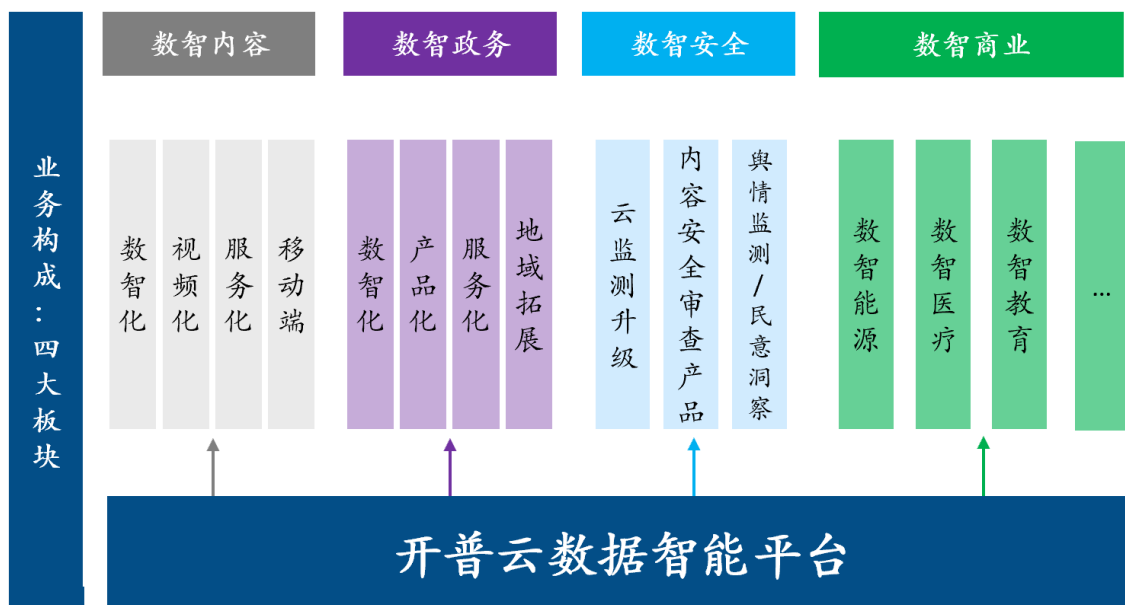 业务构成：四大板块
数智内容
数智政务
数智安全
数智商业
数智化
视频化
服务化
移动端
数智化
产品化
服务化
地域拓展
云监测升级
内容安全审查产品
舆情监测/民意洞察
数智能源
数智医疗
数智教育
...
开普云数据智能平台